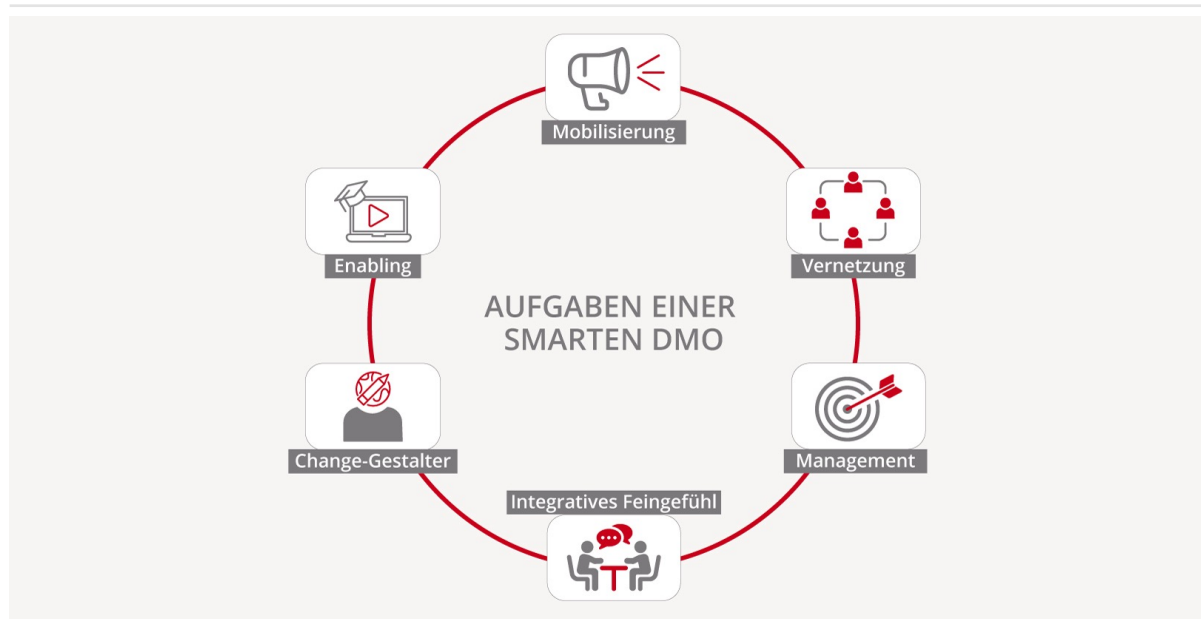 Mobilisierung
Enabling
Vernetzung
AUFGABEN EINER
SMARTEN DMO
Change-Gestalter
Management
Integratives Feingefühl